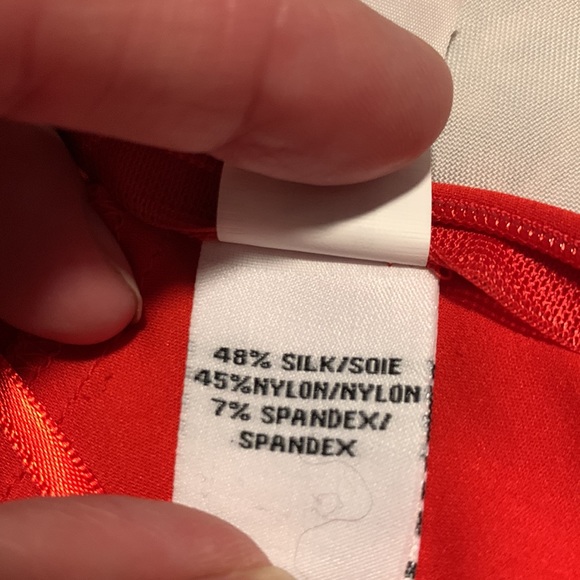 48% SILK/SOIE
45%NYLON/NYLON
7% SPANDEX/
SPANDEX